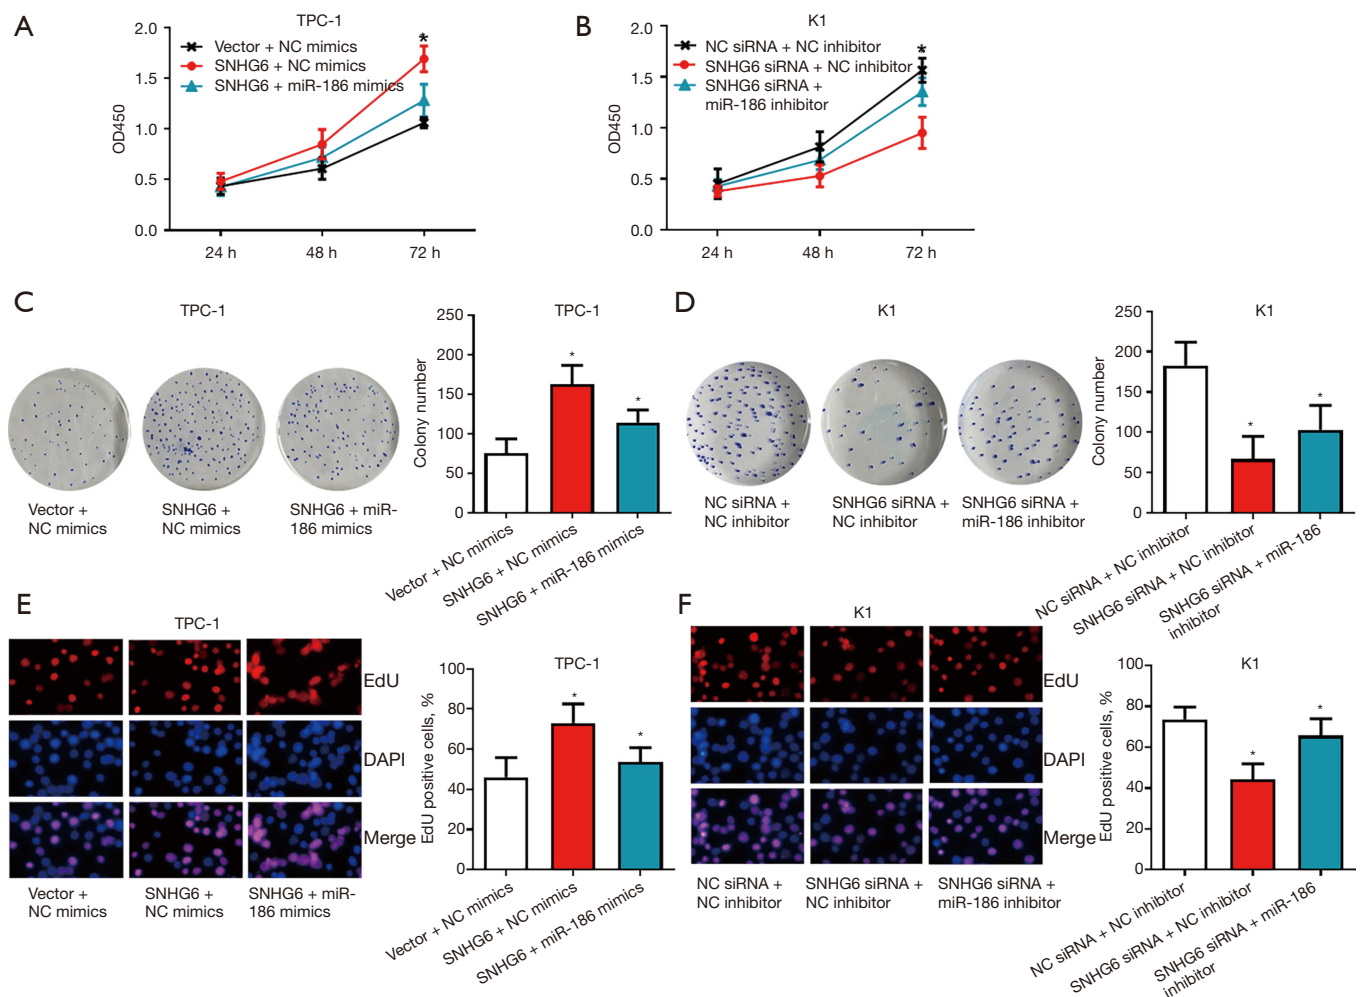 A
TPC-1
2.0
1.5
1.0
0.5
0.0
OD450
Vector + NC mimics
SNHG6 + NC mimics
SNHG6 + miR-186 mimics
*
24 h
48 h
72 h
B
K1
2.0
1.5
1.0
0.5
0.0
OD450
NC siRNA + NC inhibitor
SNHG6 siRNA + NC inhibitor
SNHG6 siRNA +
miR-186 inhibitor
*
24 h
48 h
72 h
C
TPC-1
Vector +
NC mimics
SNHG6 +
NC mimics
SNHG6 + miR-
186 mimics
TPC-1
250
200
150
100
50
0
Colony number
*
*
Vector + NC mimics
SNHG6 + NC mimics
SNHG6 + miR-186 mimics
D
K1
NC siRNA +
NC inhibitor
SNHG6 siRNA +
NC inhibitor
SNHG6 siRNA +
miR-186 inhibitor
K1
250
200
150
100
50
0
Colony number
*
*
NC siRNA + NC inhibitor
SNHG6 siRNA + NC inhibitor
SNHG6 siRNA + miR-186
inhibitor
E
TPC-1
EdU
DAPI
Merge
Vector +
NC mimics
SNHG6 +
NC mimics
SNHG6 + miR-
186 mimics
TPC-1
100
80
60
40
20
0
EdU positive cells, %
*
*
Vector + NC mimics
SNHG6 + NC mimics
SNHG6 + miR-186 mimics
F
K1
EdU
DAPI
Merge
NC siRNA +
NC inhibitor
SNHG6 siRNA +
NC inhibitor
SNHG6 siRNA +
miR-186 inhibitor
K1
100
80
60
40
20
0
EdU positive cells, %
*
*
NC siRNA + NC inhibitor
SNHG6 siRNA + NC inhibitor
SNHG6 siRNA + miR-186
inhibitor